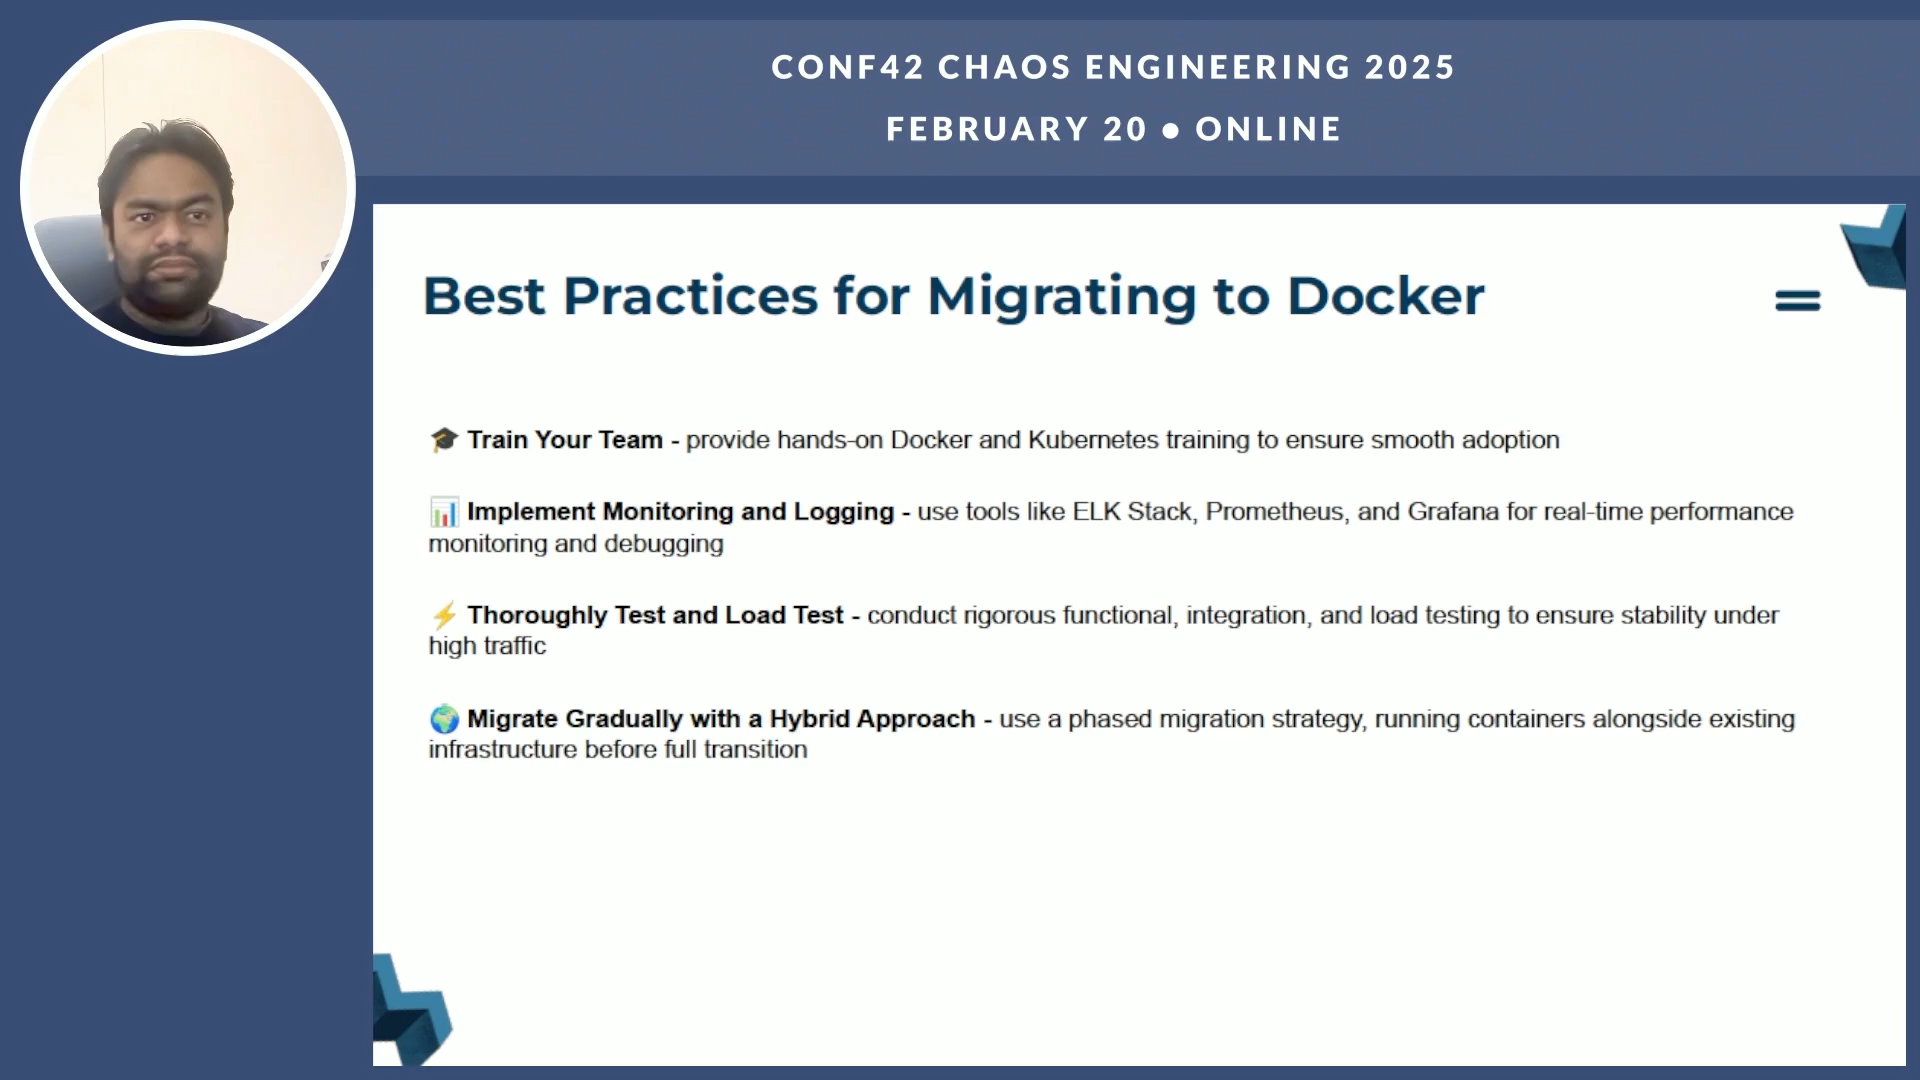 CONF42 CHAOS ENGINEERING 2025
FEBRUARY 20 ● ONLINE
Best Practices for Migrating to Docker
🎓 Train Your Team - provide hands-on Docker and Kubernetes training to ensure smooth adoption
📊 Implement Monitoring and Logging - use tools like ELK Stack, Prometheus, and Grafana for real-time performance
monitoring and debugging
⚡ Thoroughly Test and Load Test - conduct rigorous functional, integration, and load testing to ensure stability under
high traffic
🌍 Migrate Gradually with a Hybrid Approach - use a phased migration strategy, running containers alongside existing
infrastructure before full transition